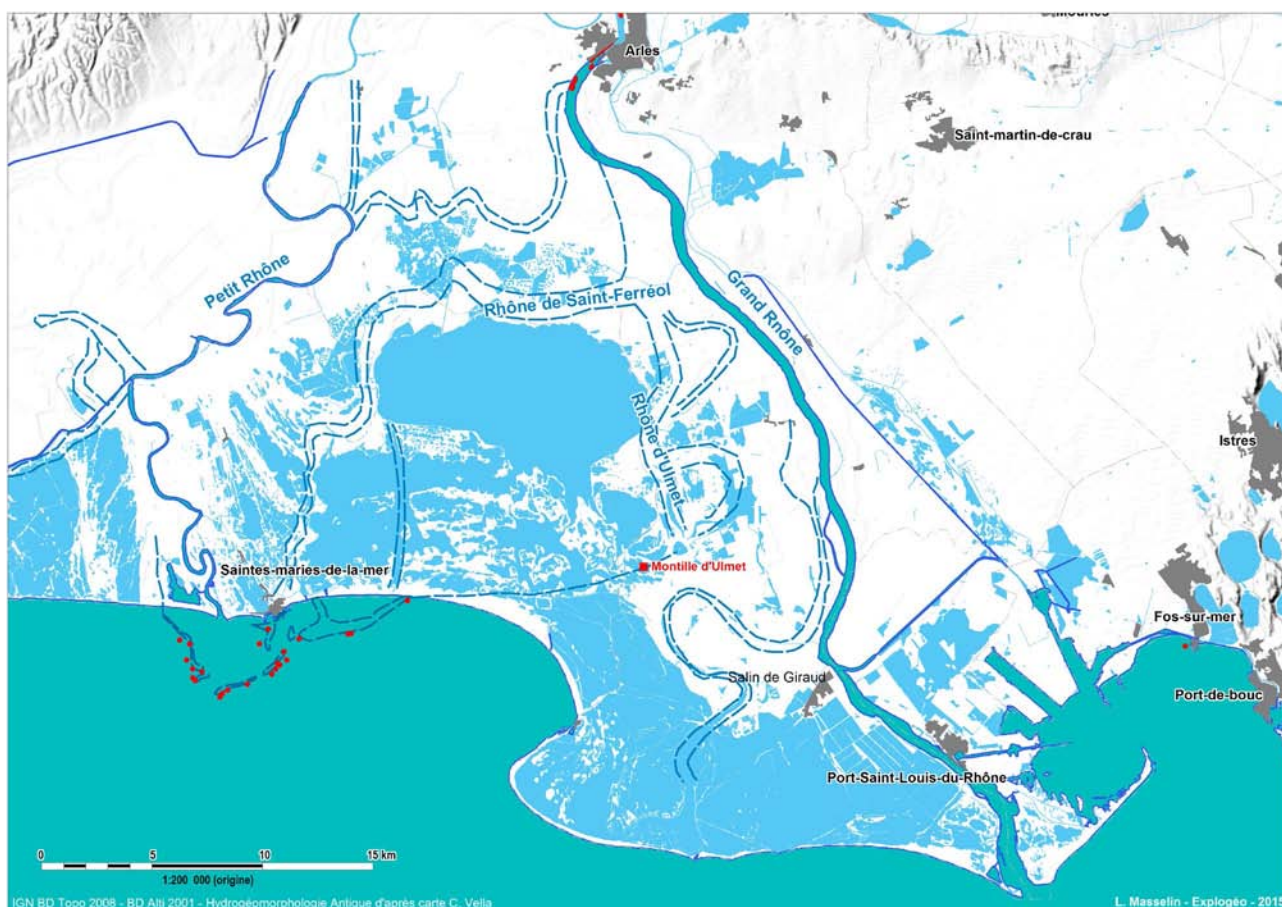 Arles
Saint-martin-de-crau
Petit Rhône
Rhône de Saint-Ferréol
Grand Rhône
Rhône d'Ulmet
Istres
Saintes-maries-de-la-mer
Montille d'Ulmet
Fos-sur-mer
Salin de Giraud
Port-de-bouc
Port-Saint-Louis-du-Rhône
0 5 10 15 km
1:200 000 (origine)
IGN BD Topo 2008 - BD Alti 2001 - Hydrogéomorphologie Antique d'après carte C. Vella
L. Masselin - Explogéo - 2015